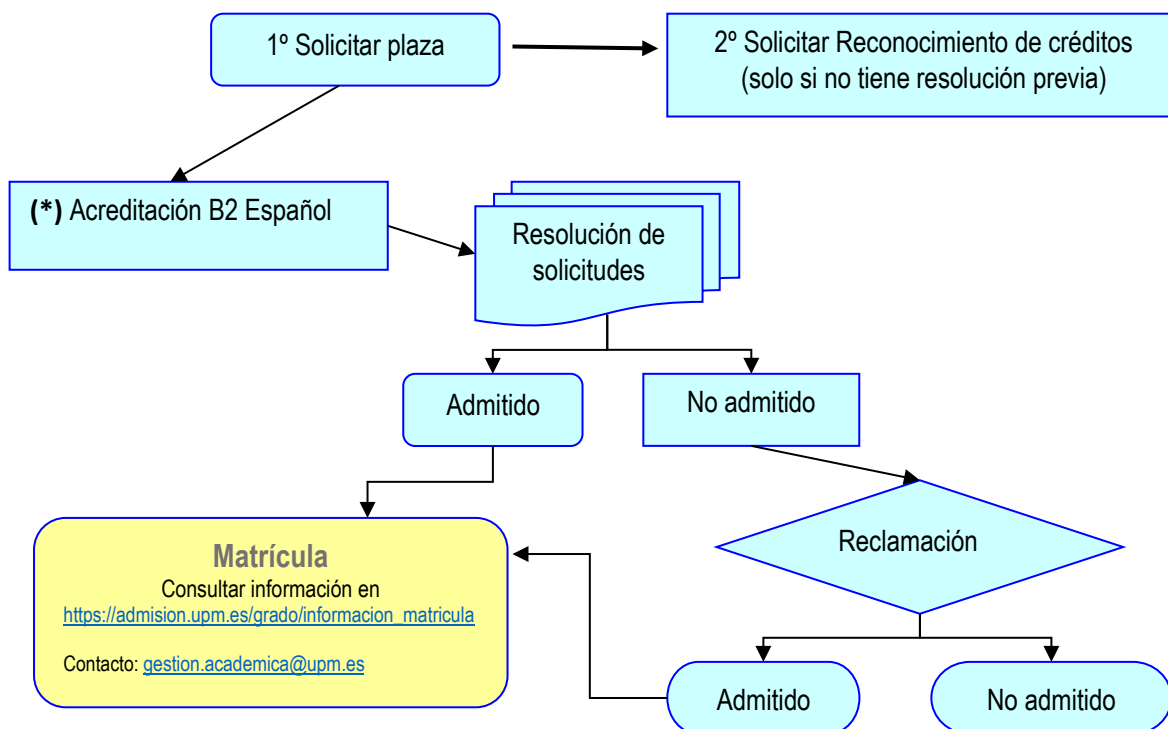 1º Solicitar plaza
2º Solicitar Reconocimiento de créditos
(solo si no tiene resolución previa)
(*) Acreditación B2 Español
Resolución de
solicitudes
Admitido
No admitido
Matrícula
Consultar información en
https://admision.upm.es/grado/informacion_matricula
Contacto: gestion.academica@upm.es
Reclamación
Admitido
No admitido